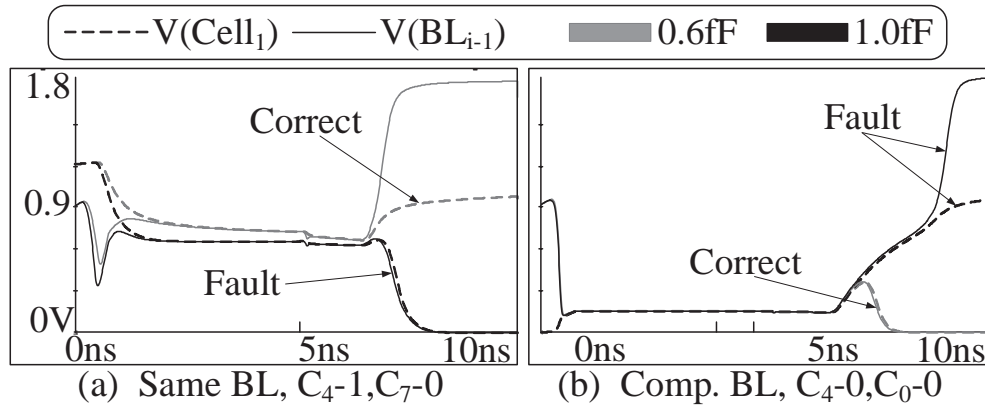 V(Cell1) V(BLi-1) 0.6fF 1.0fF
1.8
Correct
0.9
Fault
0V
0ns 5ns 10ns
(a) Same BL, C4-1,C7-0
Fault
Correct
0ns 5ns 10ns
(b) Comp. BL, C4-0,C0-0